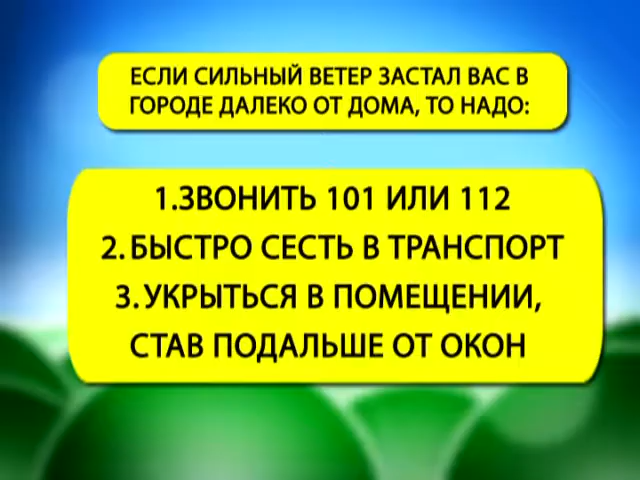 ЕСЛИ СИЛЬНЫЙ ВЕТЕР ЗАСТАЛ ВАС В
ГОРОДЕ ДАЛЕКО ОТ ДОМА, ТО НАДО:
1.ЗВОНИТЬ 101 ИЛИ 112
2. БЫСТРО СЕСТЬ В ТРАНСПОРТ
3. УКРЫТЬСЯ В ПОМЕЩЕНИИ,
СТАВ ПОДАЛЬШЕ ОТ ОКОН